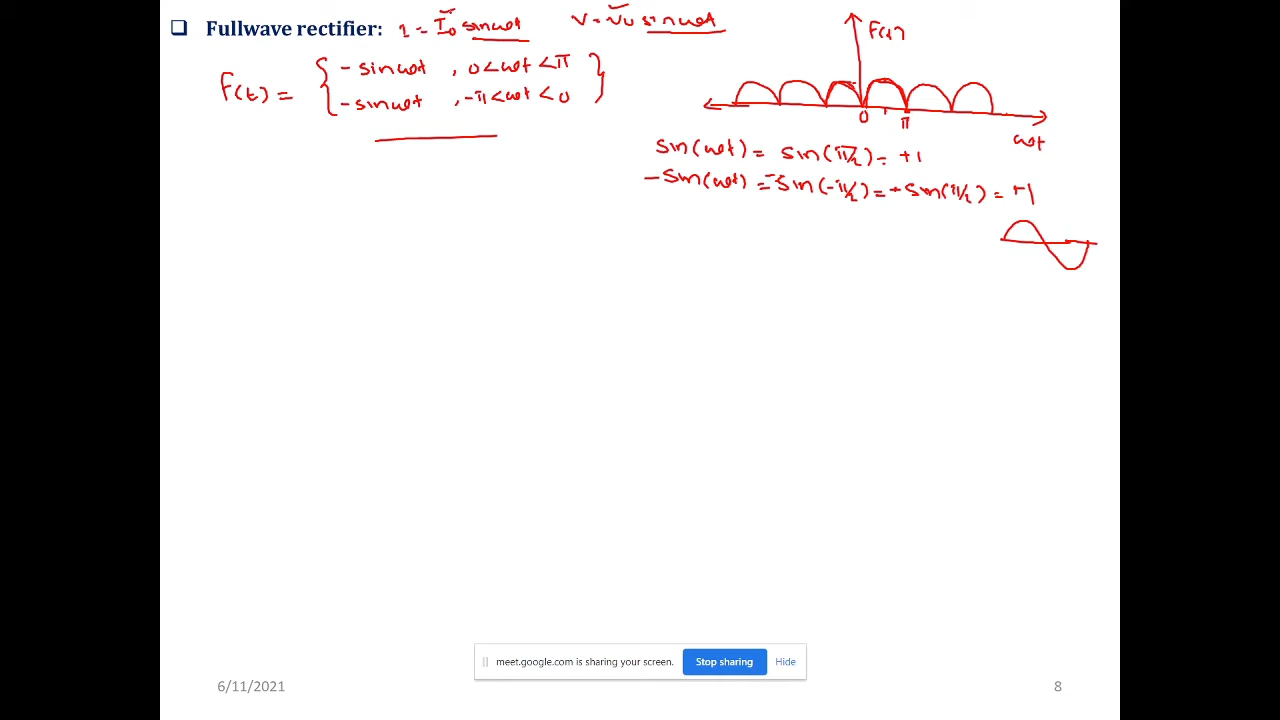 ❑ Fullwave rectifier: I = I₀ sinωt V = V₀ sinωt
F(t) = { -sinωt , 0<ωt<π
-sinωt , -π<ωt<0 }
F(t)
0 π
ωt
sin(ωt) = sin(π/2) = +1
-sin(ωt) = -sin(-π/2) = +sin(π/2) = +1
meet.google.com is sharing your screen. Stop sharing Hide
6/11/2021 8